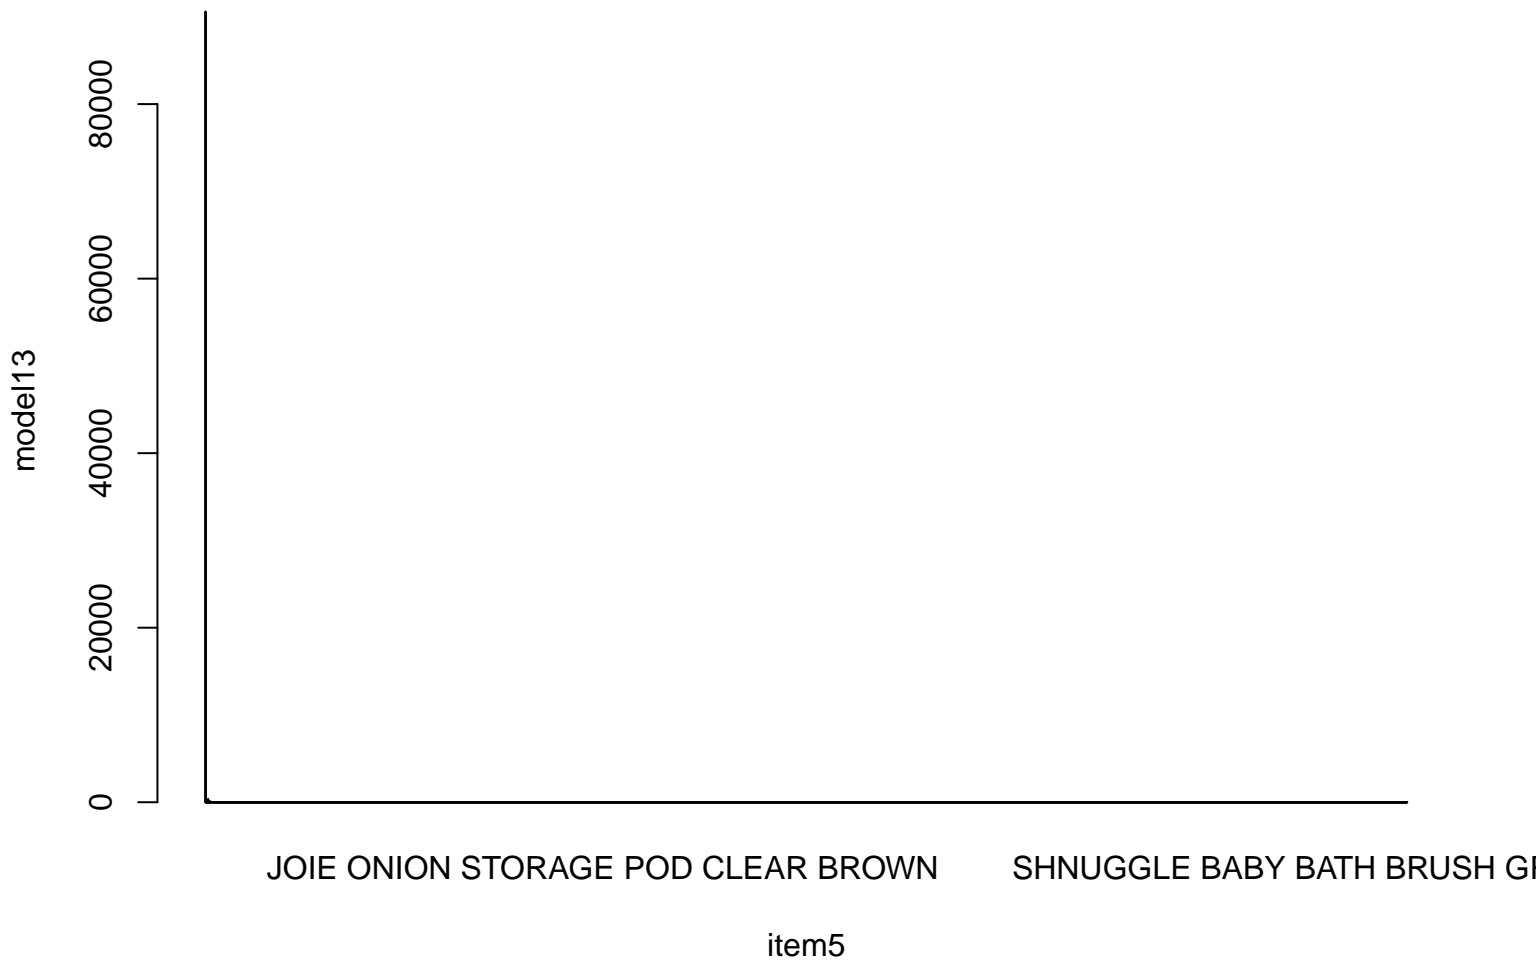 80000
60000
40000
20000
0
model13
JOIE ONION STORAGE POD CLEAR BROWN
SHNUGGLE BABY BATH BRUSH
item5